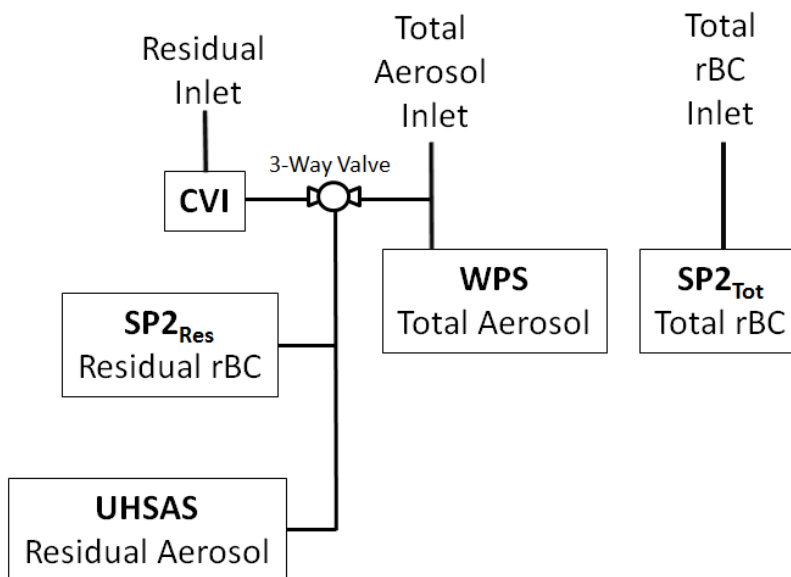 Residual
Inlet
Total
Aerosol
Inlet
Total
rBC
Inlet
3-Way Valve
CVI
WPS
Total Aerosol
SP2Tot
Total rBC
SP2Res
Residual rBC
UHSAS
Residual Aerosol